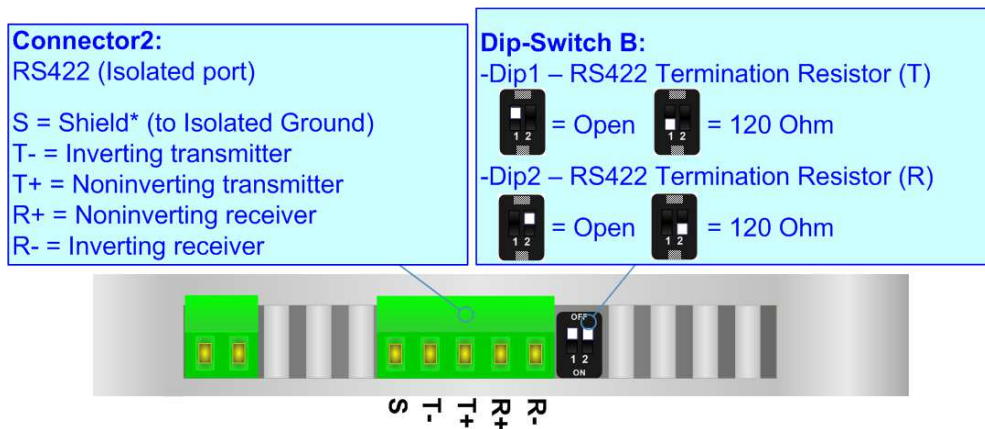 Connector2:
RS422 (Isolated port)
S = Shield* (to Isolated Ground)
T- = Inverting transmitter
T+ = Noninverting transmitter
R+ = Noninverting receiver
R- = Inverting receiver
Dip-Switch B:
-Dip1 – RS422 Termination Resistor (T)
1 2 = Open 1 2 = 120 Ohm
-Dip2 – RS422 Termination Resistor (R)
1 2 = Open 1 2 = 120 Ohm
OFF
1 2
ON
S T- T+ R+ R-